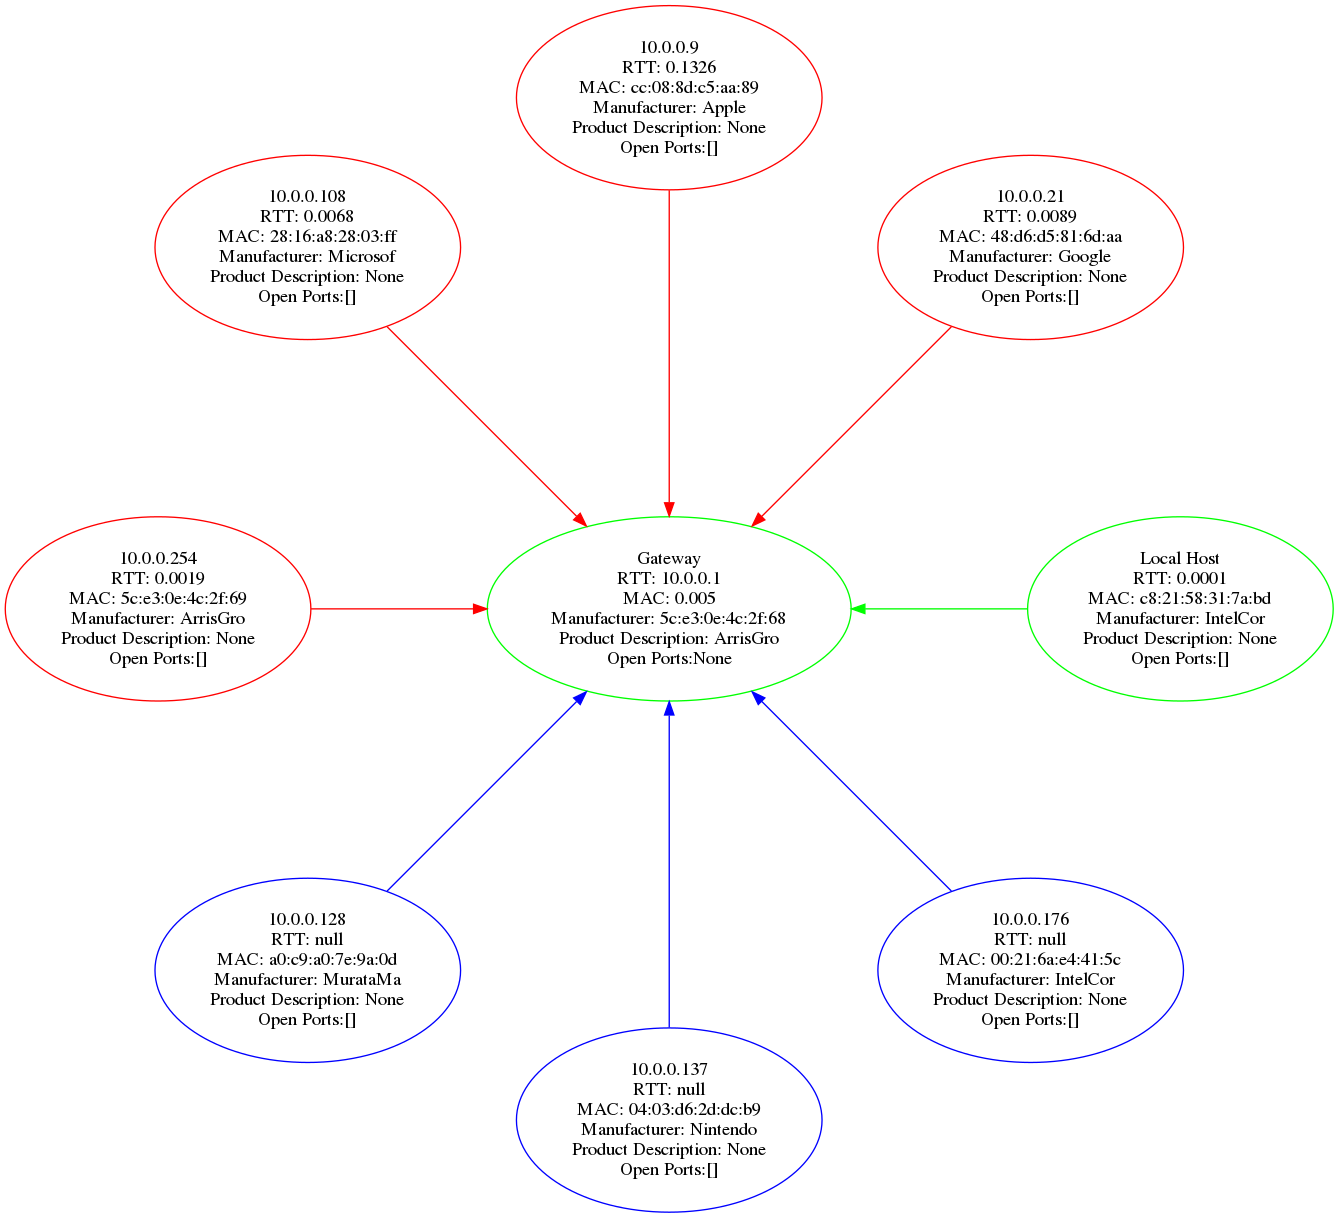 10.0.0.9
RTT: 0.1326
MAC: cc:08:8d:c5:aa:89
Manufacturer: Apple
Product Description: None
Open Ports:[]
10.0.0.108
RTT: 0.0068
MAC: 28:16:a8:28:03:ff
Manufacturer: Microsof
Product Description: None
Open Ports:[]
10.0.0.21
RTT: 0.0089
MAC: 48:d6:d5:81:6d:aa
Manufacturer: Google
Product Description: None
Open Ports:[]
10.0.0.254
RTT: 0.0019
MAC: 5c:e3:0e:4c:2f:69
Manufacturer: ArrisGro
Product Description: None
Open Ports:[]
Gateway
RTT: 10.0.0.1
MAC: 0.005
Manufacturer: 5c:e3:0e:4c:2f:68
Product Description: ArrisGro
Open Ports:None
Local Host
RTT: 0.0001
MAC: c8:21:58:31:7a:bd
Manufacturer: IntelCor
Product Description: None
Open Ports:[]
10.0.0.128
RTT: null
MAC: a0:c9:a0:7e:9a:0d
Manufacturer: MurataMa
Product Description: None
Open Ports:[]
10.0.0.176
RTT: null
MAC: 00:21:6a:e4:41:5c
Manufacturer: IntelCor
Product Description: None
Open Ports:[]
10.0.0.137
RTT: null
MAC: 04:03:d6:2d:dc:b9
Manufacturer: Nintendo
Product Description: None
Open Ports:[]